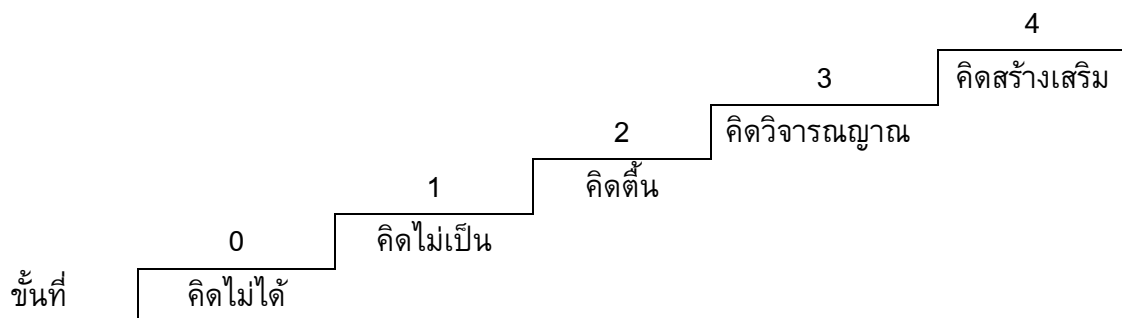 4
คิดสร้างเสริม
3
คิดวิจารณญาณ
2
คิดตื้น
1
คิดไม่เป็น
0
คิดไม่ได้
ขั้นที่